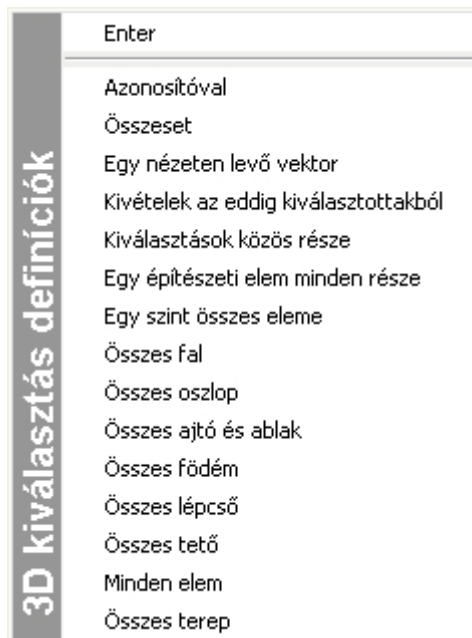 3D kiválasztás definíciók
Enter
Azonosítóval
Összeset
Egy nézeten levő vektor
Kivételek az eddig kiválasztottakból
Kiválasztások közös része
Egy építészeti elem minden része
Egy szint összes eleme
Összes fal
Összes oszlop
Összes ajtó és ablak
Összes födém
Összes lépcső
Összes tető
Minden elem
Összes terep